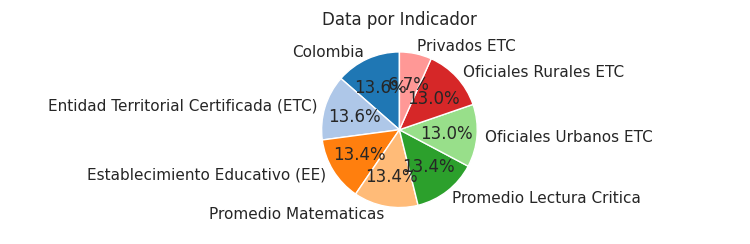 Data por Indicador
Colombia
Privados ETC
Oficiales Rurales ETC
13.6%
6.7%
13.0%
Entidad Territorial Certificada (ETC)
13.6%
13.0%
Oficiales Urbanos ETC
13.4%
13.4%
Establecimiento Educativo (EE)
13.4%
Promedio Lectura Critica
Promedio Matematicas